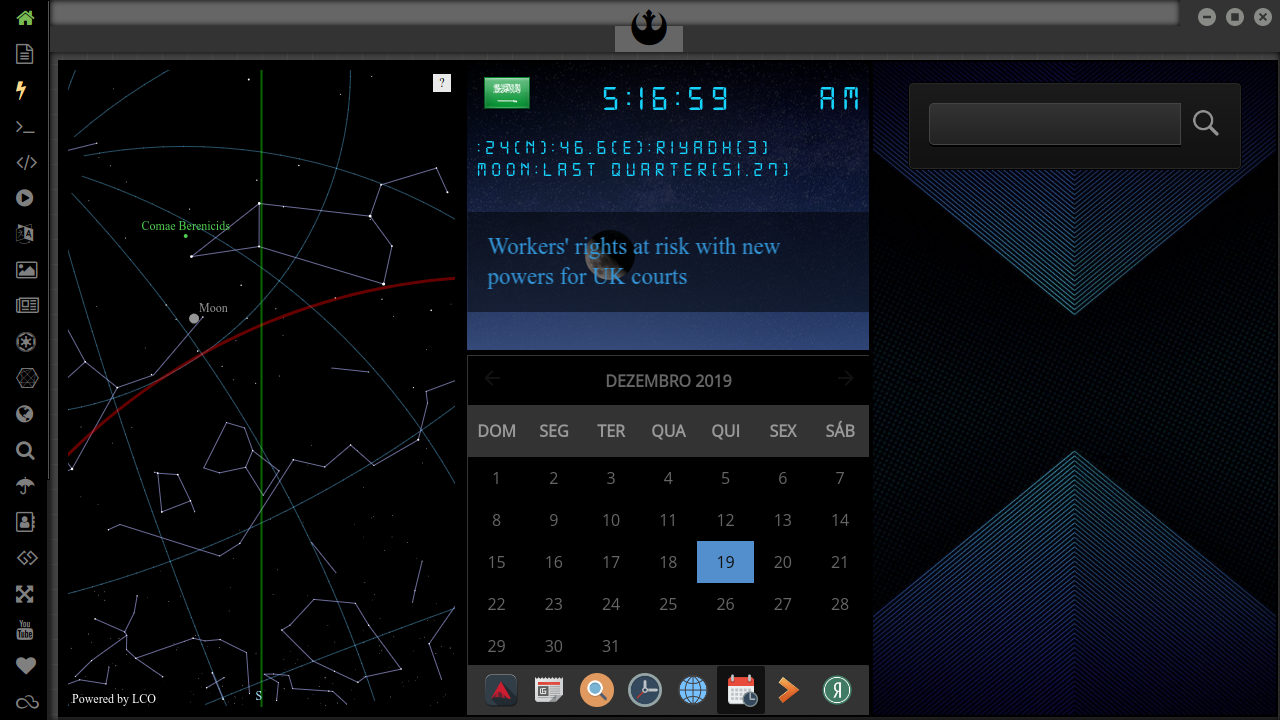 ?
Comae Berenicids
Moon
S
Powered by LCO
5:16:59 AM
:24(N):46.6(E):RIYADH(3)
MOON:LAST QUARTER(51.27)
Workers' rights at risk with new
powers for UK courts
DEZEMBRO 2019
DOM SEG TER QUA QUI SEX SÁB
1 2 3 4 5 6 7
8 9 10 11 12 13 14
15 16 17 18 19 20 21
22 23 24 25 26 27 28
29 30 31
You
Tube
Я